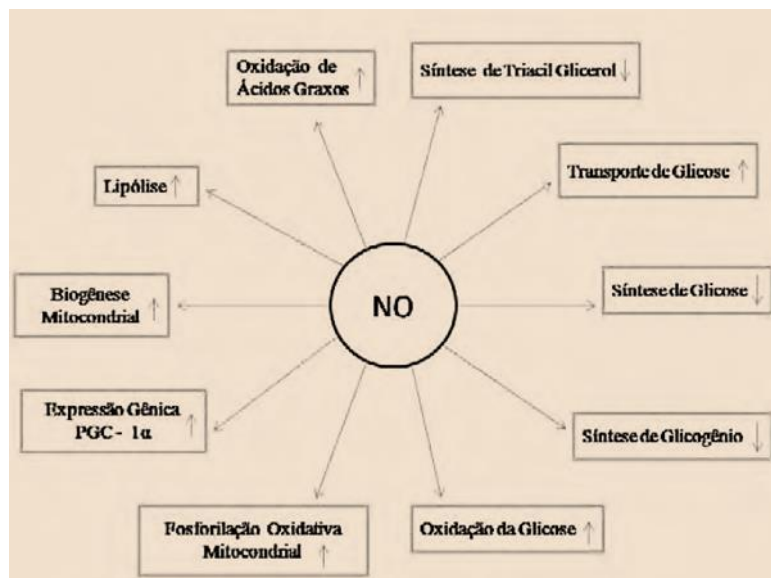 Oxidação de
Ácidos Graxos ↑
Síntese de Triacil Glicerol ↓
Lipólise ↑
Transporte de Glicose ↑
Biogênese
Mitocondrial ↑
NO
Síntese de Glicose ↓
Expressão Gênica
PGC - 1α ↑
Síntese de Glicogênio ↓
Fosforilação Oxidativa
Mitocondrial ↑
Oxidação da Glicose ↑